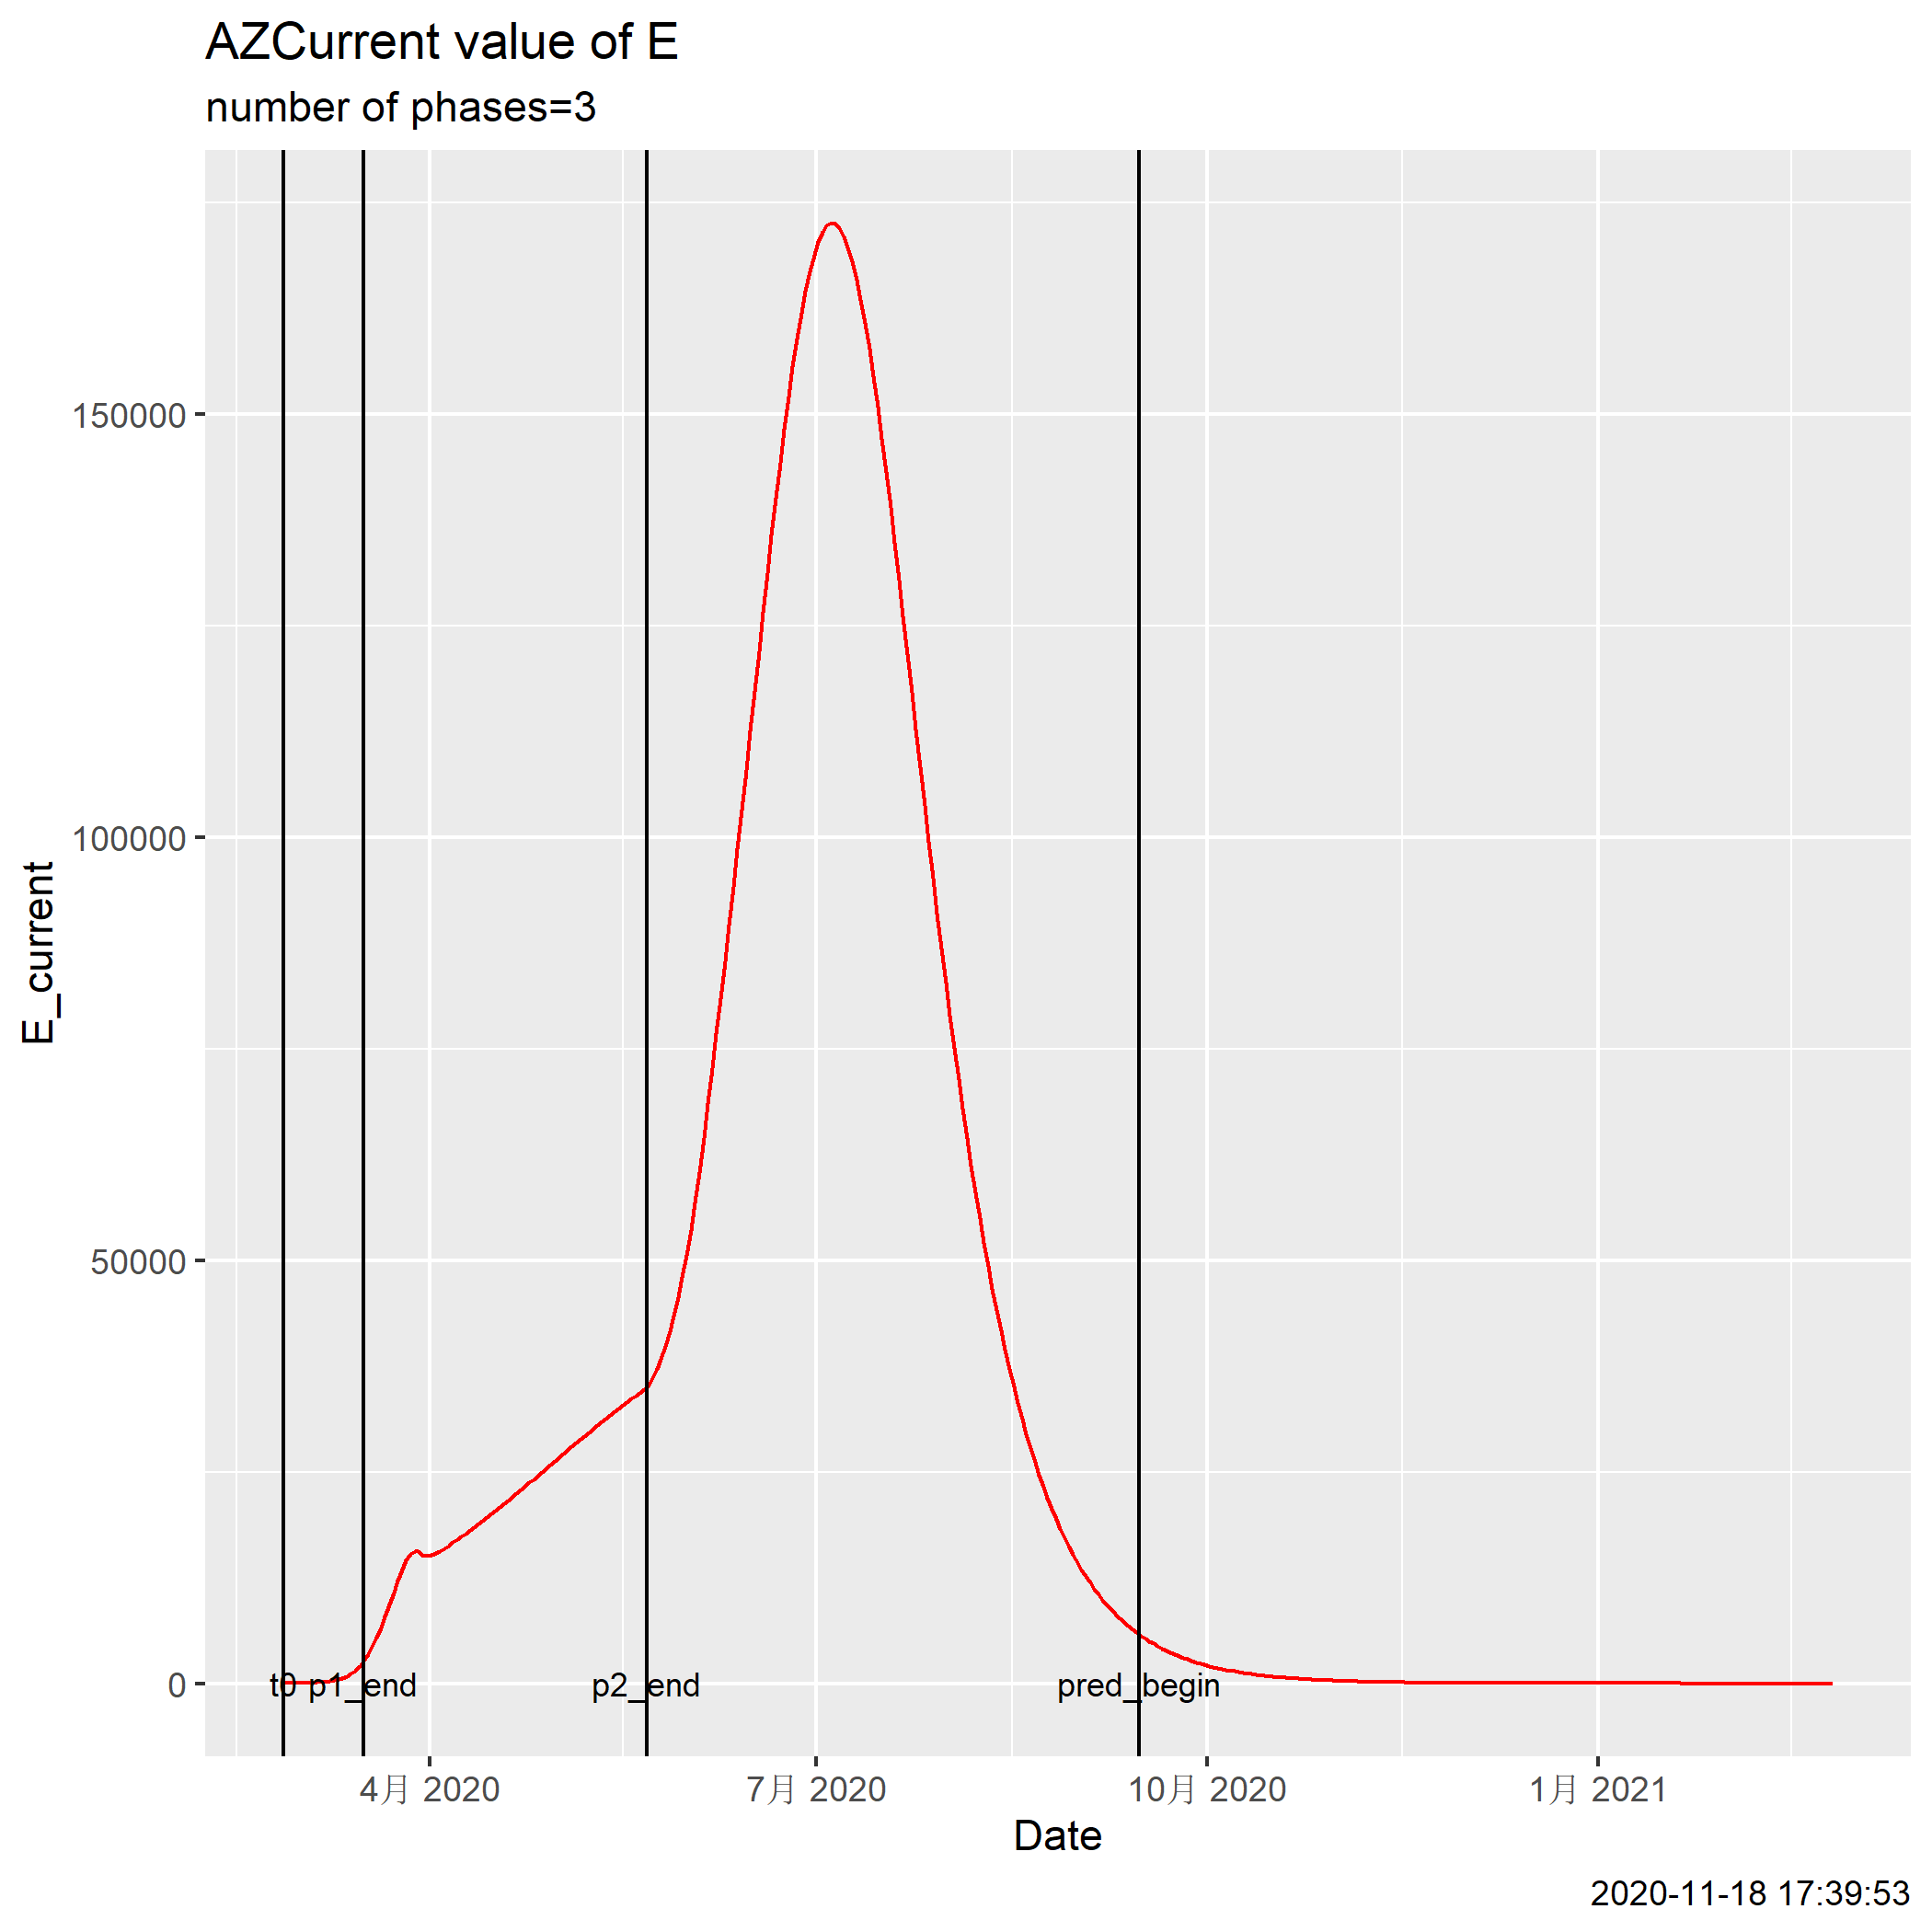 AZCurrent value of E
number of phases=3
E_current
150000
100000
50000
0
t0 p1_end p2_end pred_begin
4月 2020 7月 2020 10月 2020 1月 2021
Date
2020-11-18 17:39:53